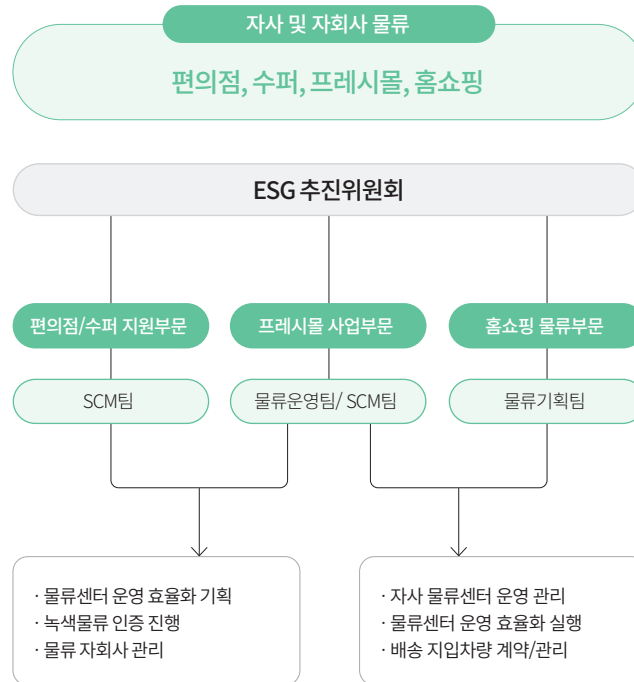 자사 및 자회사 물류
편의점, 수퍼, 프레시몰, 홈쇼핑
ESG 추진위원회
편의점/수퍼 지원부문
프레시몰 사업부문
홈쇼핑 물류부문
SCM팀
물류운영팀/ SCM팀
물류기획팀
· 물류센터 운영 효율화 기획
· 녹색물류 인증 진행
· 물류 자회사 관리
· 자사 물류센터 운영 관리
· 물류센터 운영 효율화 실행
· 배송 지입차량 계약/관리